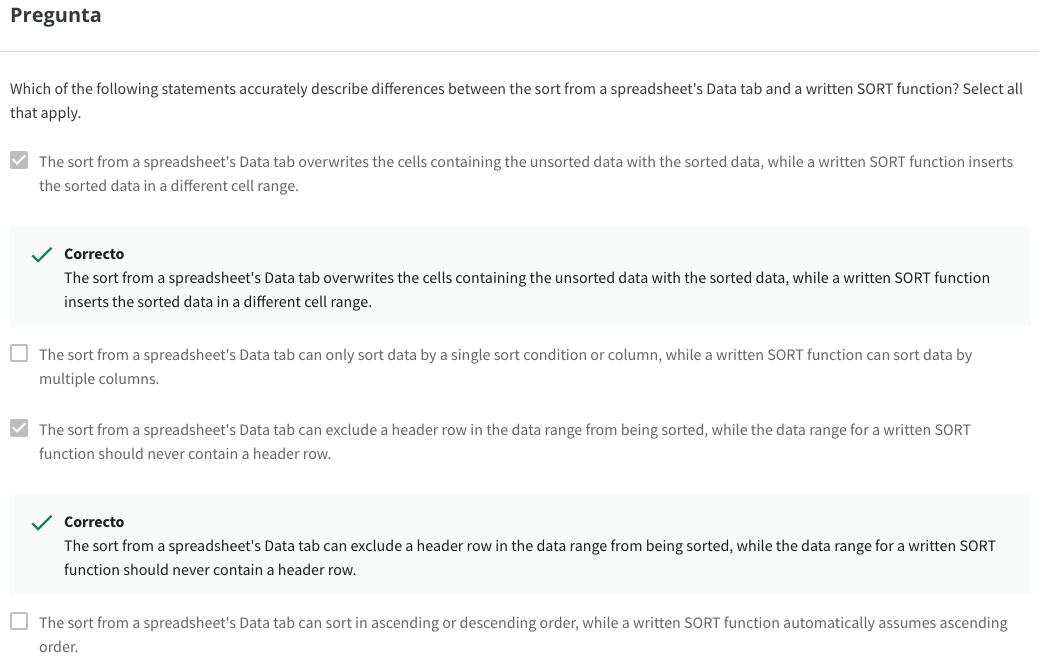 Pregunta
Which of the following statements accurately describe differences between the sort from a spreadsheet's Data tab and a written SORT function? Select all
that apply.
The sort from a spreadsheet's Data tab overwrites the cells containing the unsorted data with the sorted data, while a written SORT function inserts
the sorted data in a different cell range.
Correcto
The sort from a spreadsheet's Data tab overwrites the cells containing the unsorted data with the sorted data, while a written SORT function
inserts the sorted data in a different cell range.
The sort from a spreadsheet's Data tab can only sort data by a single sort condition or column, while a written SORT function can sort data by
multiple columns.
The sort from a spreadsheet's Data tab can exclude a header row in the data range from being sorted, while the data range for a written SORT
function should never contain a header row.
Correcto
The sort from a spreadsheet's Data tab can exclude a header row in the data range from being sorted, while the data range for a written SORT
function should never contain a header row.
The sort from a spreadsheet's Data tab can sort in ascending or descending order, while a written SORT function automatically assumes ascending
order.